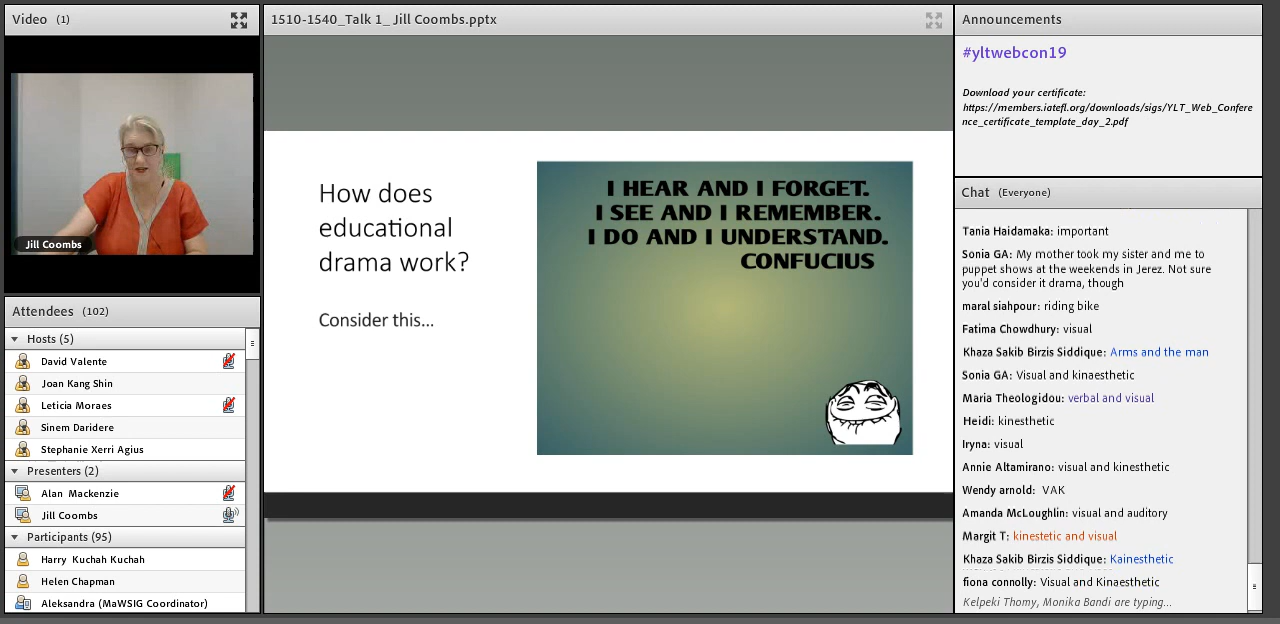 Video (1)
Jill Coombs
Attendees (102)
Hosts (5)
David Valente
Joan Kang Shin
Leticia Moraes
Sinem Daridere
Stephanie Xerri Agius
Presenters (2)
Alan Mackenzie
Jill Coombs
Participants (95)
Harry Kuchah Kuchah
Helen Chapman
Aleksandra (MaWSIG Coordinator)
1510-1540_Talk 1_ Jill Coombs.pptx
How does
educational
drama work?
Consider this...
I HEAR AND I FORGET.
I SEE AND I REMEMBER.
I DO AND I UNDERSTAND.
CONFUCIUS
Announcements
#yltwebcon19
Download your certificate:
https://members.iatefl.org/downloads/sigs/YLT_Web_Confere
nce_certificate_template_day_2.pdf
Chat (Everyone)
Tania Haidamaka: important
Sonia GA: My mother took my sister and me to
puppet shows at the weekends in Jerez. Not sure
you'd consider it drama, though
maral siahpour: riding bike
Fatima Chowdhury: visual
Khaza Sakib Birzis Siddique: Arms and the man
Sonia GA: Visual and kinaesthetic
Maria Theologidou: verbal and visual
Heidi: kinesthetic
Iryna: visual
Annie Altamirano: visual and kinesthetic
Wendy arnold: VAK
Amanda McLoughlin: visual and auditory
Margit T: kinestetic and visual
Khaza Sakib Birzis Siddique: Kainesthetic
fiona connolly: Visual and Kinaesthetic
Kelpeki Thomy, Monika Bandi are typing...